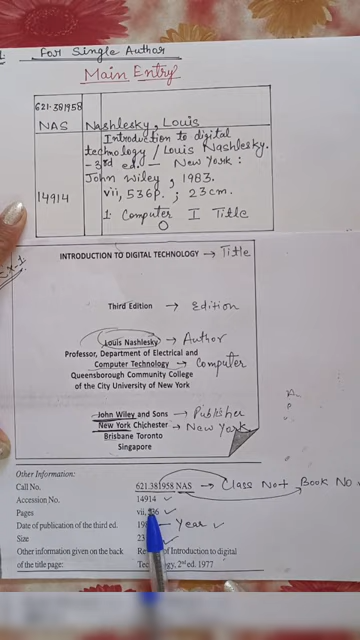 For Single Author
Main Entry
621.381958
NAS Nashlesky, Louis
Introduction to digital
technology / Louis Nashlesky.
-3rd ed. - New York :
John Wiley, 1983.
vii, 536p. ; 23cm.
14914
1. Computer I Title
INTRODUCTION TO DIGITAL TECHNOLOGY → Title
Third Edition → Edition
Louis Nashlesky → Author
Professor, Department of Electrical and
Computer Technology → Computer
Queensborough Community College
of the City University of New York
John Wiley and Sons → Publisher
New York Chichester → New York
Brisbane Toronto
Singapore
Other Information:
Call No. 621.381958 NAS → Class No + Book No
Accession No. 14914 ✓
Pages vii, 536 ✓
Date of publication of the third ed. Year ✓
Size 23 ✓
Other information given on the back of Introduction to digital
of the title page: 2nd ed. 1977